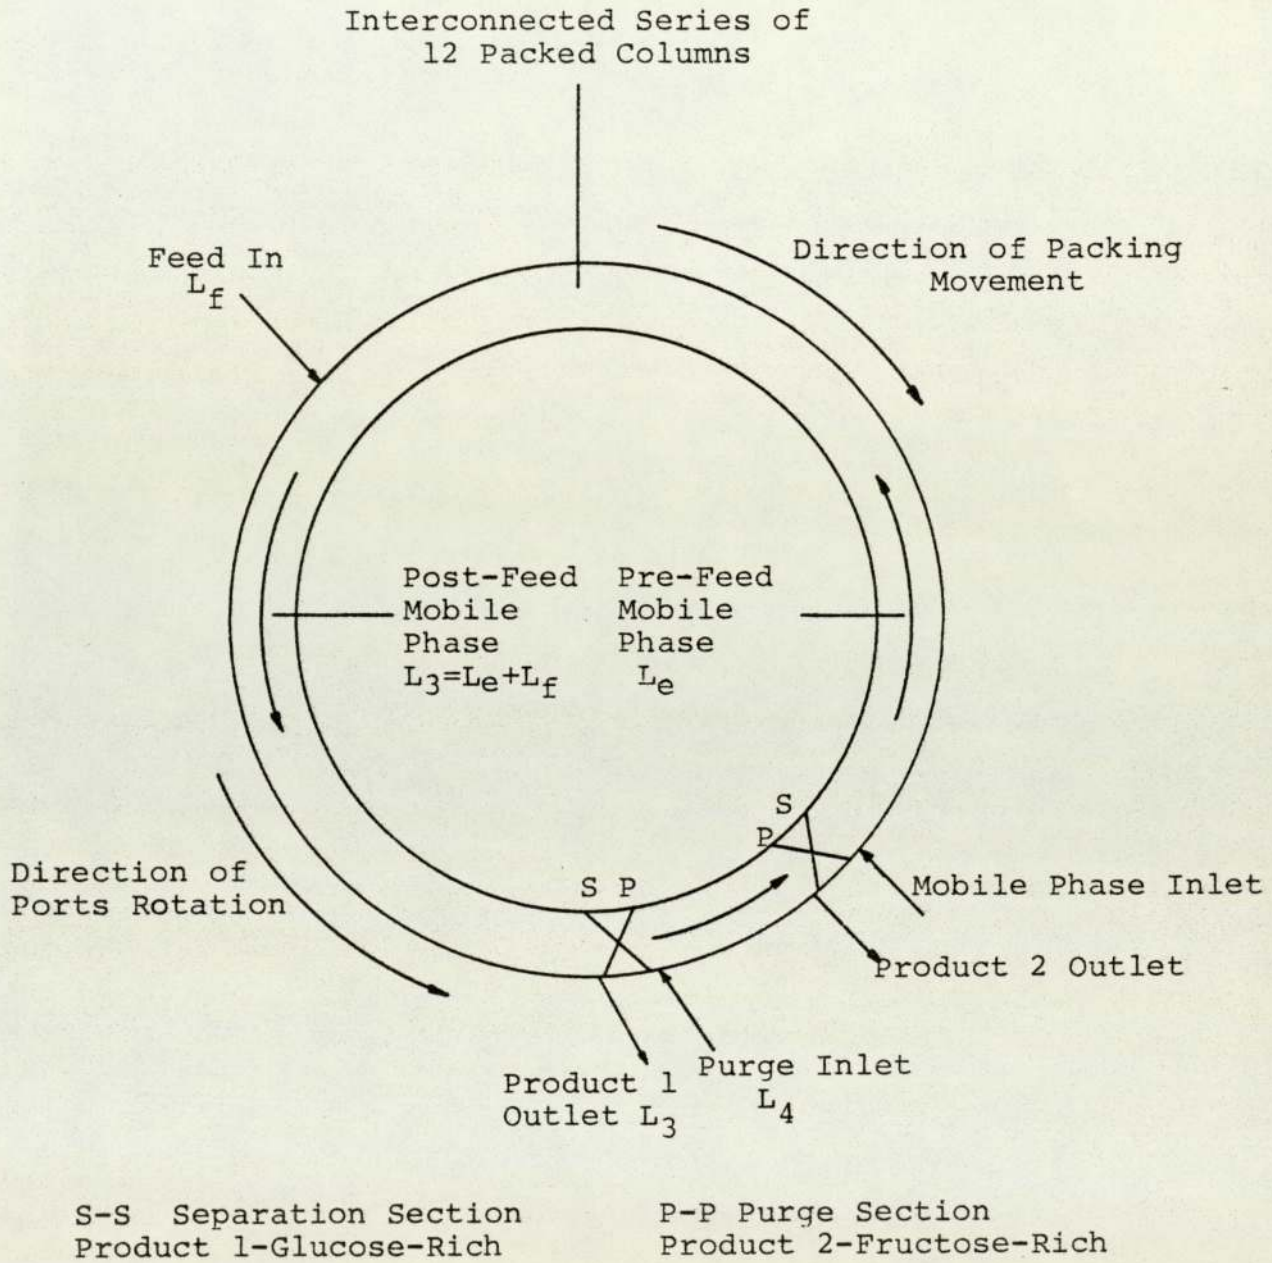 Interconnected Series of
12 Packed Columns
Feed In
Lf
Direction of Packing
Movement
Post-Feed
Mobile
Phase
L3=Le+Lf
Pre-Feed
Mobile
Phase
Le
S
P
Direction of
Ports Rotation
S P
Mobile Phase Inlet
Product 2 Outlet
Purge Inlet
L4
Product 1
Outlet L3
S-S Separation Section
Product 1-Glucose-Rich
P-P Purge Section
Product 2-Fructose-Rich